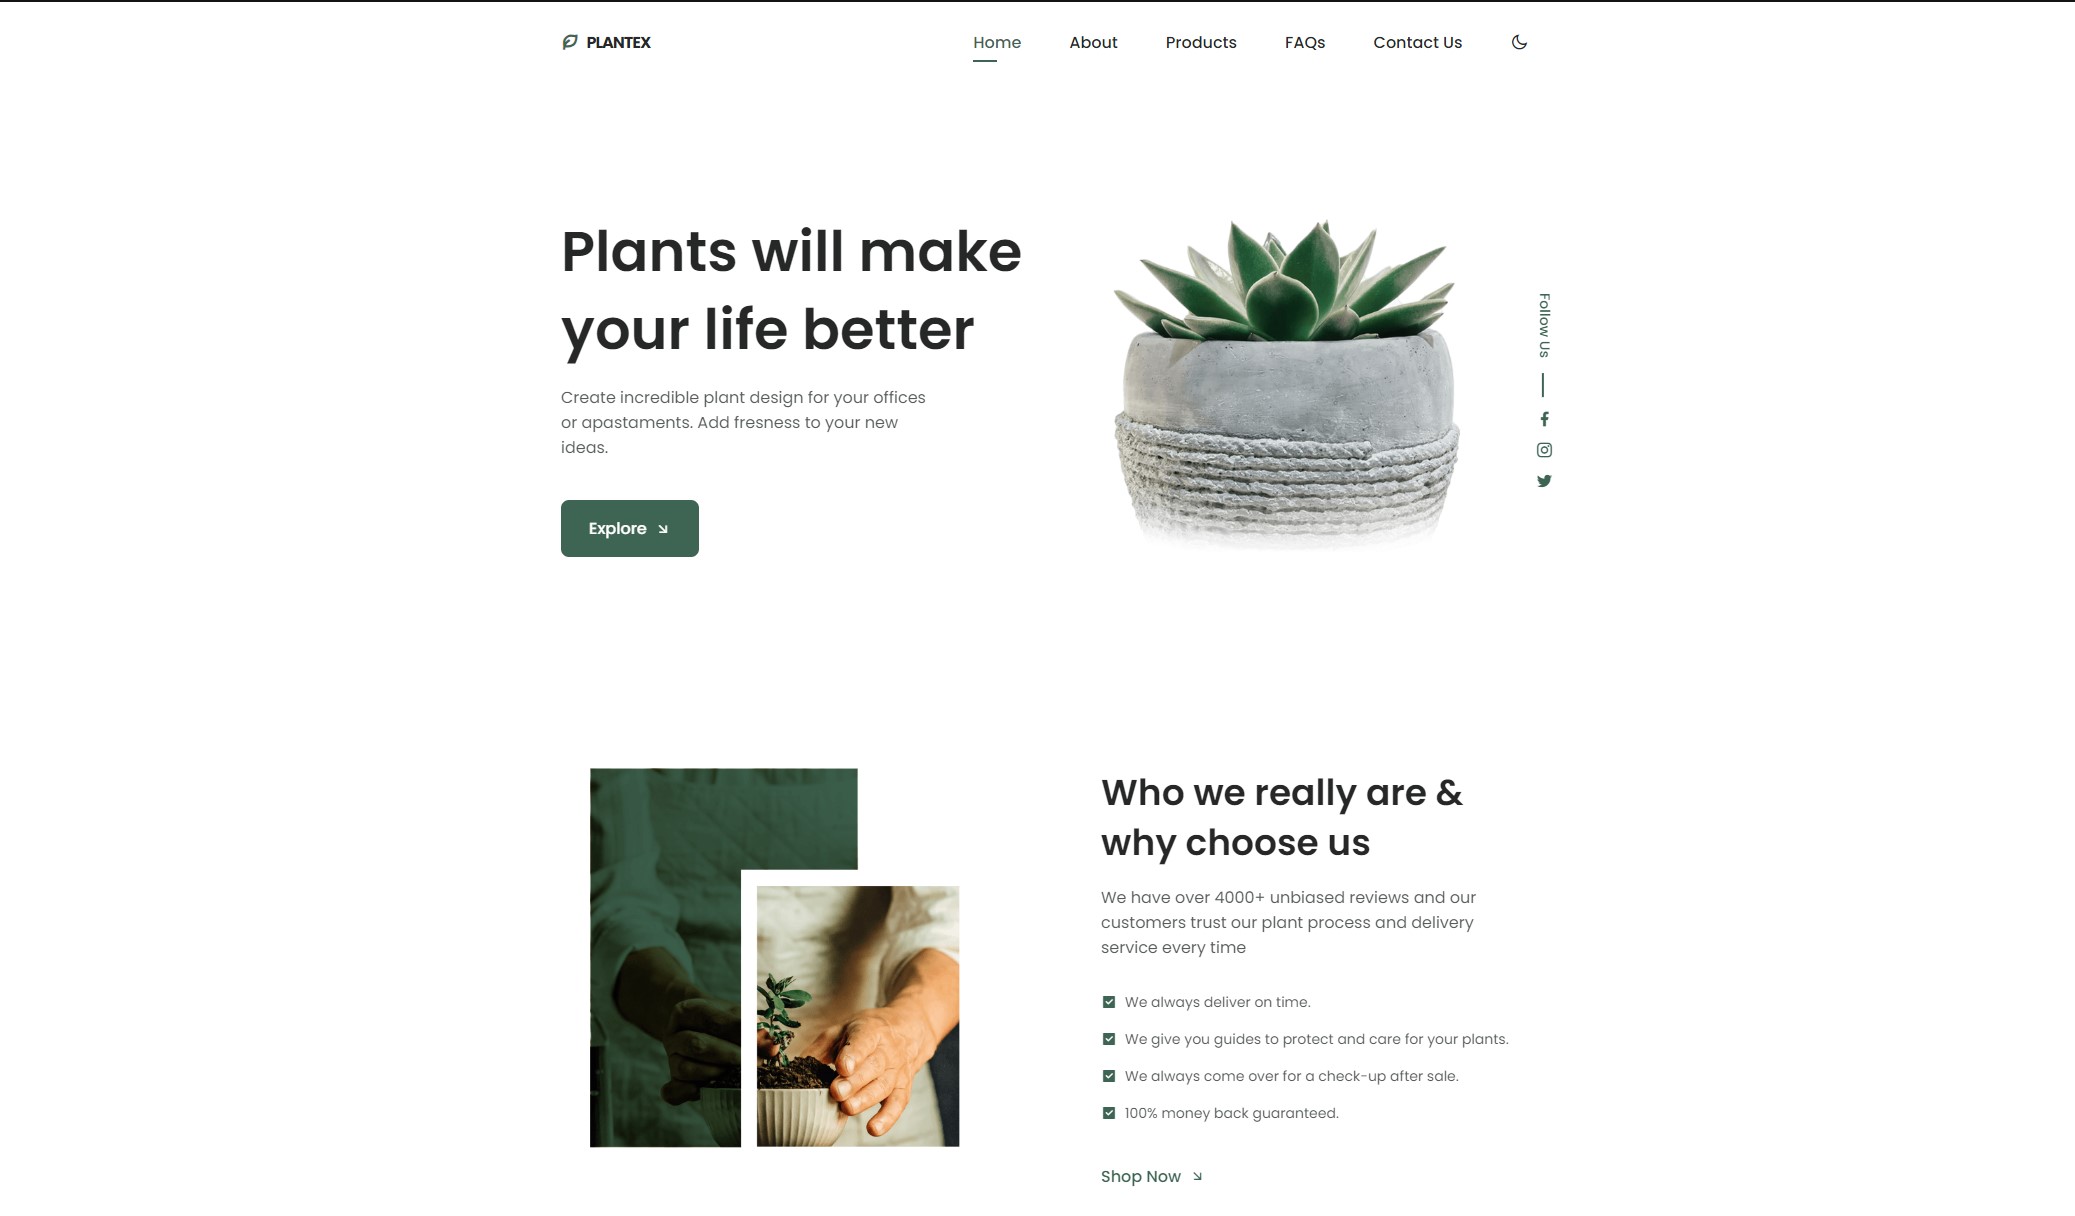 PLANTEX
Home
About
Products
FAQs
Contact Us
Plants will make
your life better
Create incredible plant design for your offices
or apastaments. Add fresness to your new
ideas.
Explore
Follow Us
Who we really are &
why choose us
We have over 4000+ unbiased reviews and our
customers trust our plant process and delivery
service every time
We always deliver on time.
We give you guides to protect and care for your plants.
We always come over for a check-up after sale.
100% money back guaranteed.
Shop Now